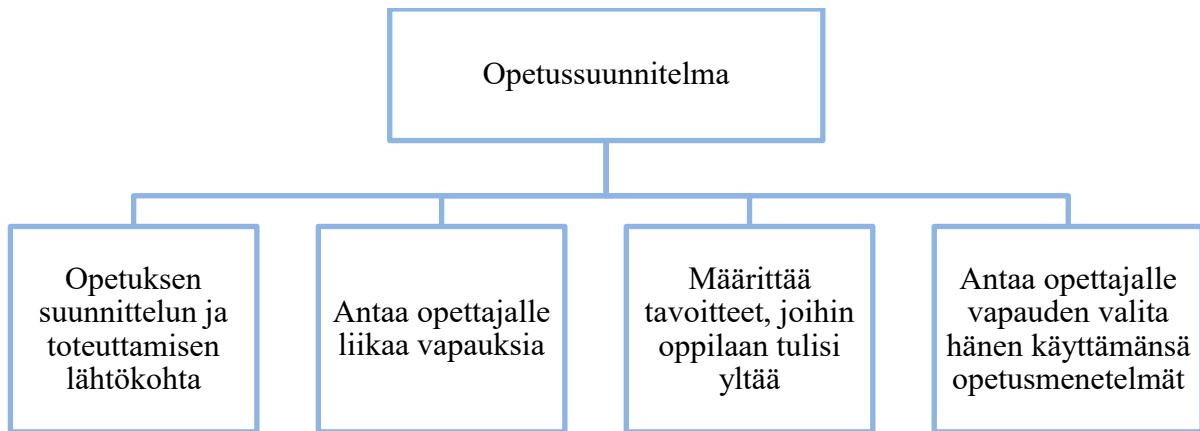 Opetussuunnitelma
Opetuksen
suunnittelun ja
toteuttamisen
lähtökohta
Antaa opettajalle
liikaa vapauksia
Määrittää
tavoitteet, joihin
oppilaan tulisi
yltää
Antaa opettajalle
vapauden valita
hänen käyttämänsä
opetusmenetelmät